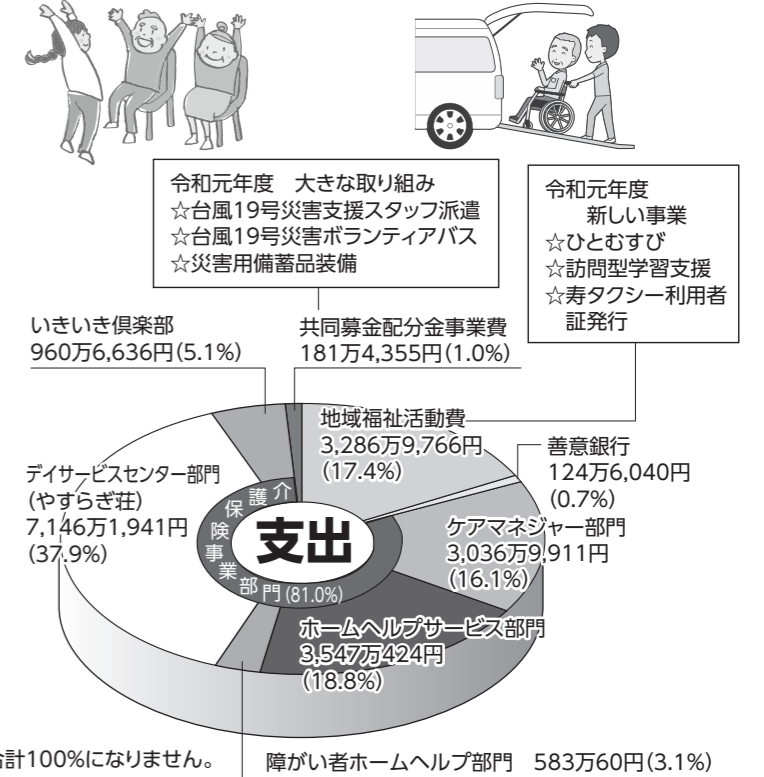 令和元年度　大きな取り組み
☆台風19号災害支援スタッフ派遣
☆台風19号災害ボランティアバス
☆災害用備蓄品装備
令和元年度
新しい事業
☆ひとむすび
☆訪問型学習支援
☆寿タクシー利用者
証発行
いきいき倶楽部
960万6,636円(5.1%)
共同募金配分金事業費
181万4,355円(1.0%)
地域福祉活動費
3,286万9,766円
(17.4%)
善意銀行
124万6,040円
(0.7%)
デイサービスセンター部門
(やすらぎ荘)
7,146万1,941円
(37.9%)
介護保険事業部門(81.0%)
支出
ケアマネジャー部門
3,036万9,911円
(16.1%)
ホームヘルプサービス部門
3,547万424円
(18.8%)
計100%になりません。
障がい者ホームヘルプ部門　583万60円(3.1%)